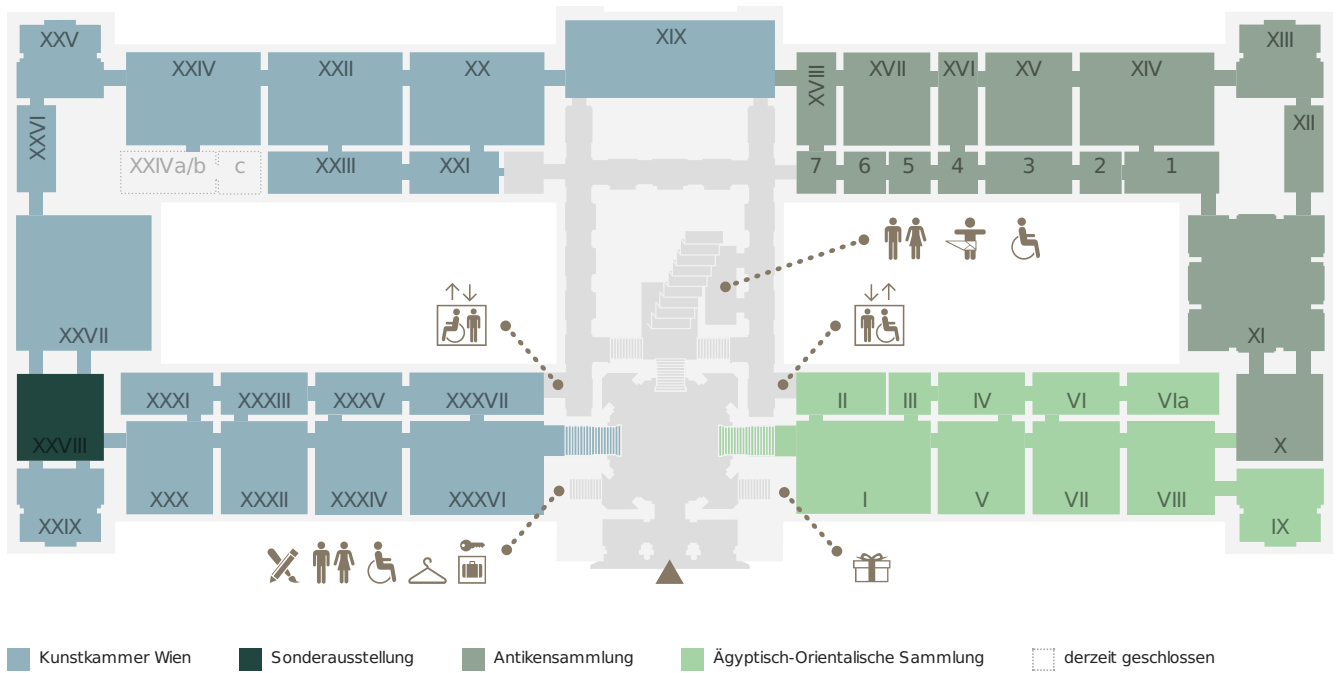 XXV
XXIV
XXII
XX
XIX
XVIII
XVII
XVI
XV
XIV
XIII
XXVI
XII
XXIVa/b
c
XXIII
XXI
7
6
5
4
3
2
1
XXVII
XI
XXXI
XXXIII
XXXV
XXXVII
II
III
IV
VI
VIa
XXVIII
X
XXX
XXXII
XXXIV
XXXVI
I
V
VII
VIII
XXIX
IX
Kunstkammer Wien
Sonderausstellung
Antikensammlung
Ägyptisch-Orientalische Sammlung
derzeit geschlossen